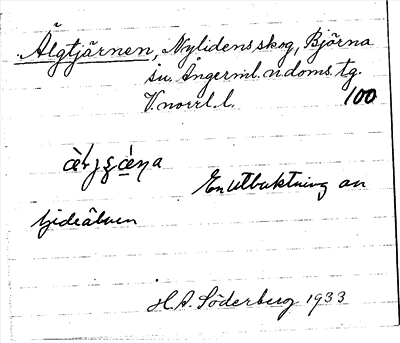 Älgtjärnen, Nylidens skog, Björna
sn. Ångerml. n. doms. tg.
V. norrl. l. 100
En utbuktning av
Gideälven
H. A. Söderberg 1933